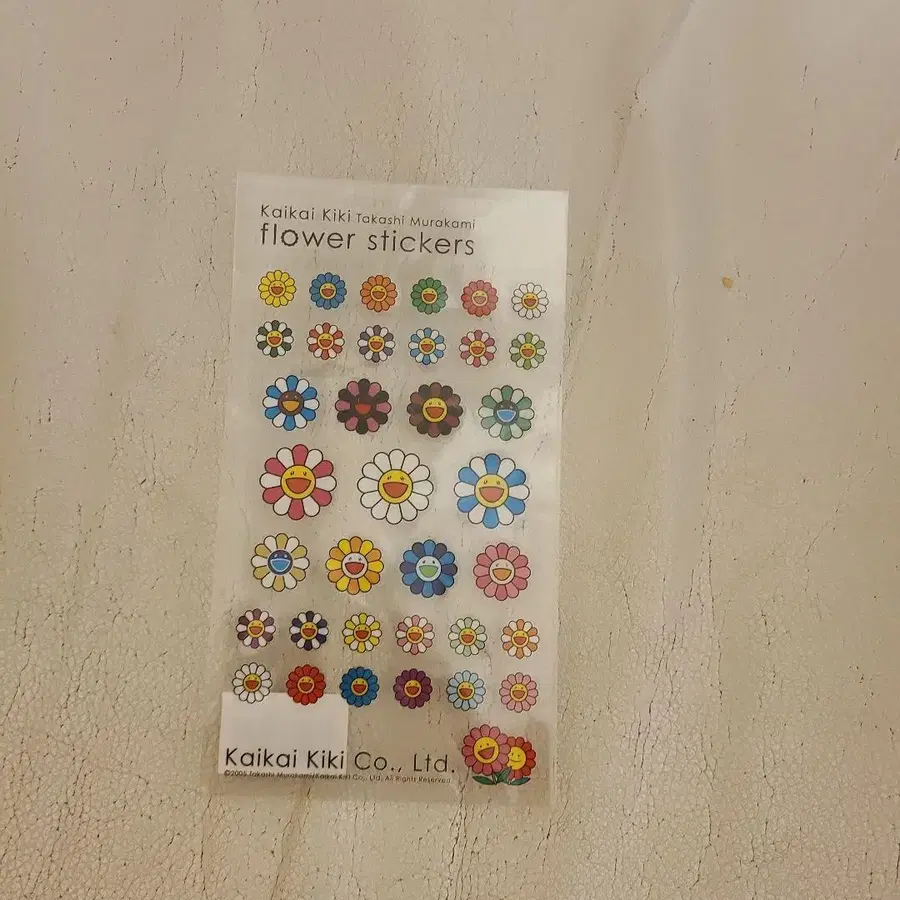 Kaikai Kiki Takashi Murakami
flower stickers
Kaikai Kiki Co., Ltd.
©2005 Takashi Murakami/Kaikai Kiki Co., Ltd. All Rights Reserved.